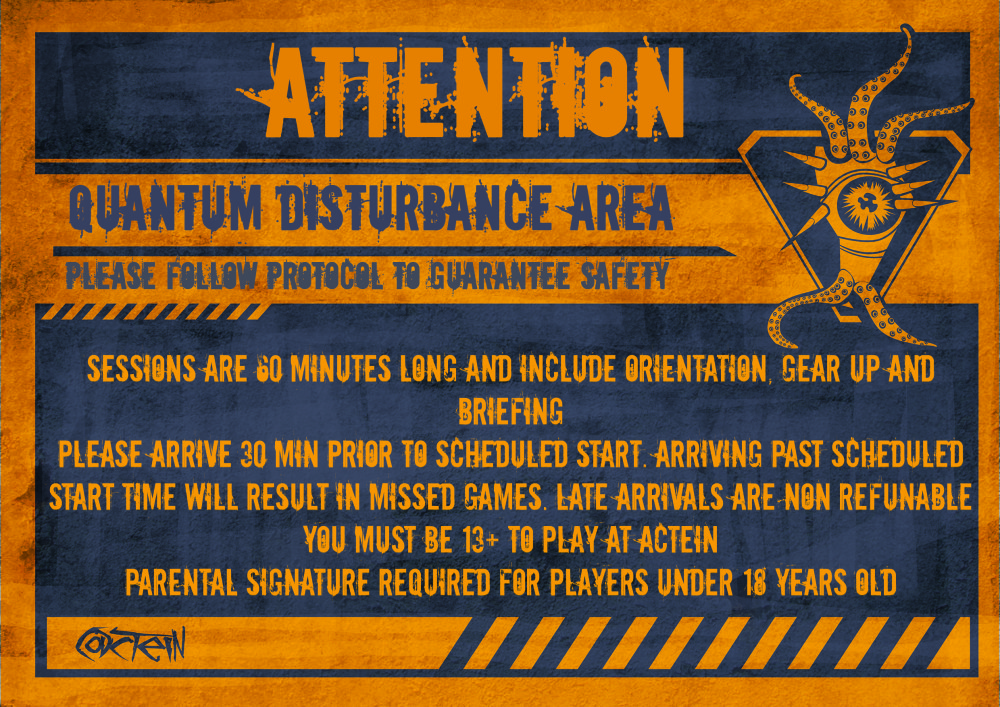 ATTENTION
QUANTUM DISTURBANCE AREA
PLEASE FOLLOW PROTOCOL TO GUARANTEE SAFETY
SESSIONS ARE 60 MINUTES LONG AND INCLUDE ORIENTATION, GEAR UP AND
BRIEFING
PLEASE ARRIVE 30 MIN PRIOR TO SCHEDULED START. ARRIVING PAST SCHEDULED
START TIME WILL RESULT IN MISSED GAMES. LATE ARRIVALS ARE NON REFUNABLE
YOU MUST BE 13+ TO PLAY AT ACTEIN
PARENTAL SIGNATURE REQUIRED FOR PLAYERS UNDER 18 YEARS OLD
ACTEIN